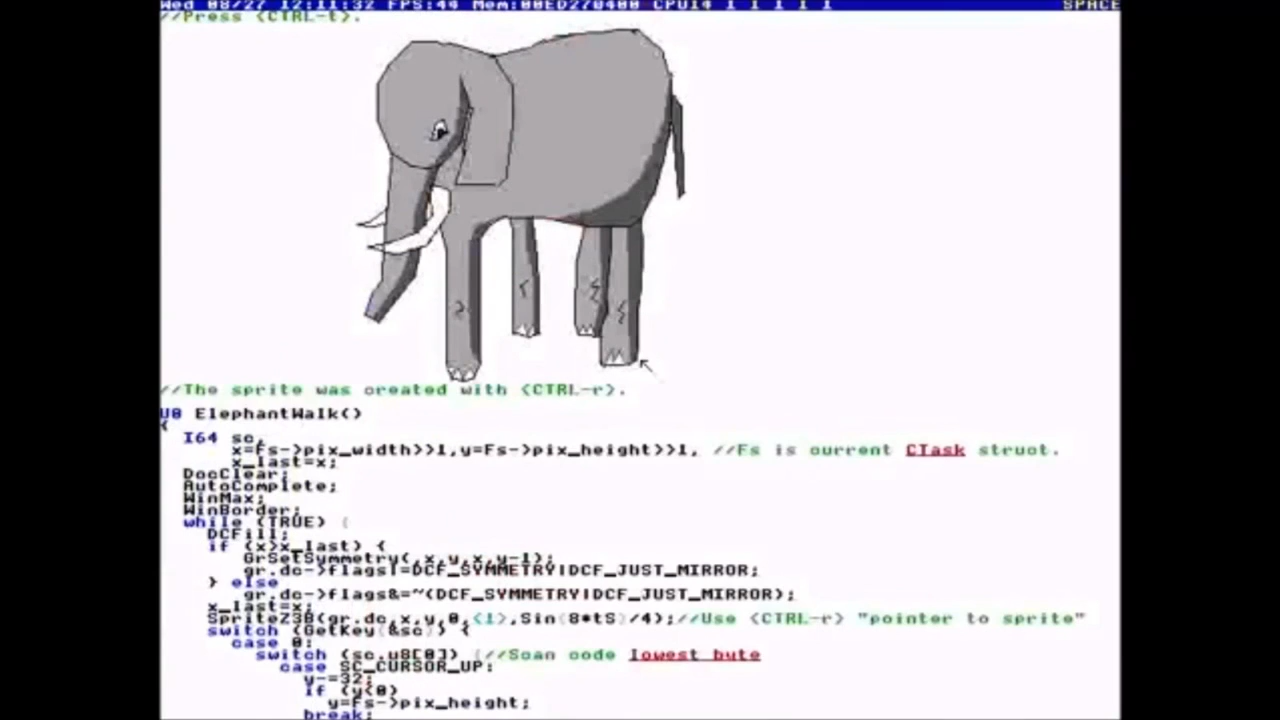 Wed 08/27 12:11:32 FPS:44 Mem:00ED270400 CPU14 1 1 1 1 1 SPACE
//Press <CTRL-t>.
//The sprite was created with <CTRL-r>.
U0 ElephantWalk()
{
I64 sc,
x=Fs->pix_width>>1,y=Fs->pix_height>>1, //Fs is current CTask struct.
x_last=x;
DocClear;
AutoComplete;
WinMax;
WinBorder;
while (TRUE) {
DCFill;
if (x>x_last) {
GrSetSymmetry(,x,y,x,y-1);
gr.dc->flags|=DCF_SYMMETRY|DCF_JUST_MIRROR;
} else
gr.dc->flags&=~(DCF_SYMMETRY|DCF_JUST_MIRROR);
x_last=x;
Sprite2ZB(gr.dc,x,y,0,<1>,Sin(8*tS)/4);//Use <CTRL-r> "pointer to sprite"
switch (GetKey(&sc)) {
case 0:
switch (sc.u8[0]) {//Scan code lowest byte
case SC_CURSOR_UP:
y-=32;
if (y<0)
y=Fs->pix_height;
break;